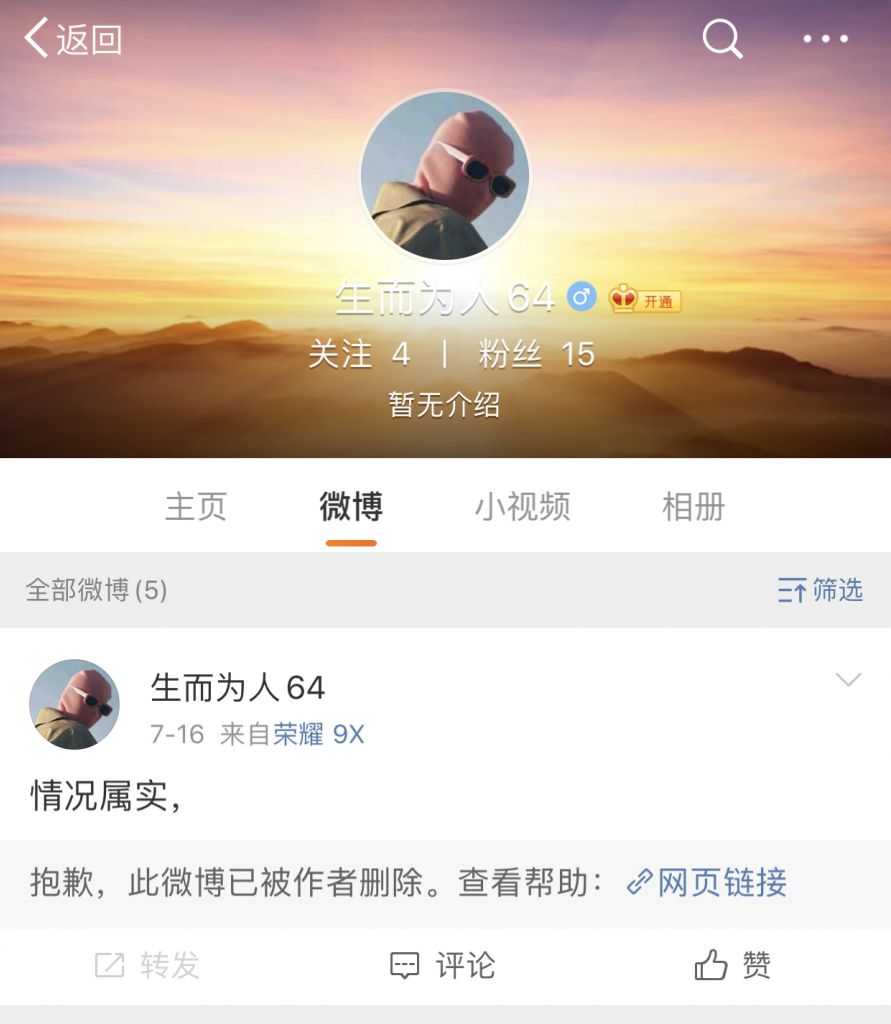 返回
生而为人64
开通
关注 4 | 粉丝 15
暂无介绍
主页 微博 小视频 相册
全部微博(5) 筛选
生而为人64
7-16 来自荣耀 9X
情况属实，
抱歉，此微博已被作者删除。查看帮助： 网页链接
转发 评论 赞